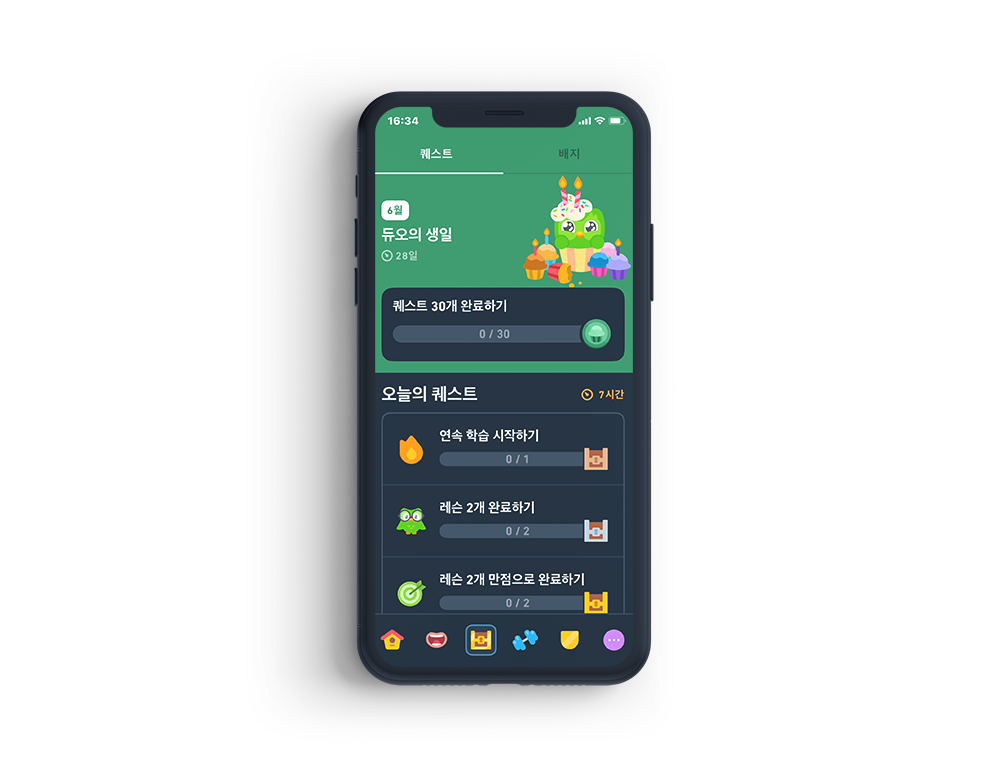 16:34
퀘스트
배지
6월
듀오의 생일
28일
퀘스트 30개 완료하기
0 / 30
오늘의 퀘스트
7시간
연속 학습 시작하기
0 / 1
레슨 2개 완료하기
0 / 2
레슨 2개 만점으로 완료하기
0 / 2